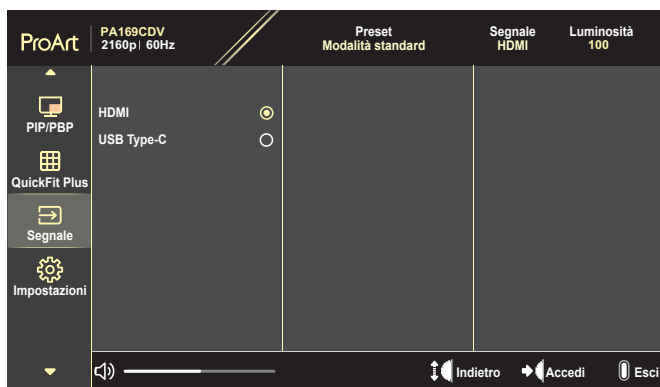 ProArt
PA169CDV
2160p| 60Hz
Preset
Modalità standard
Segnale
HDMI
Luminosità
100
PIP/PBP
QuickFit Plus
Segnale
Impostazioni
HDMI
USB Type-C
Indietro
Accedi
Esci